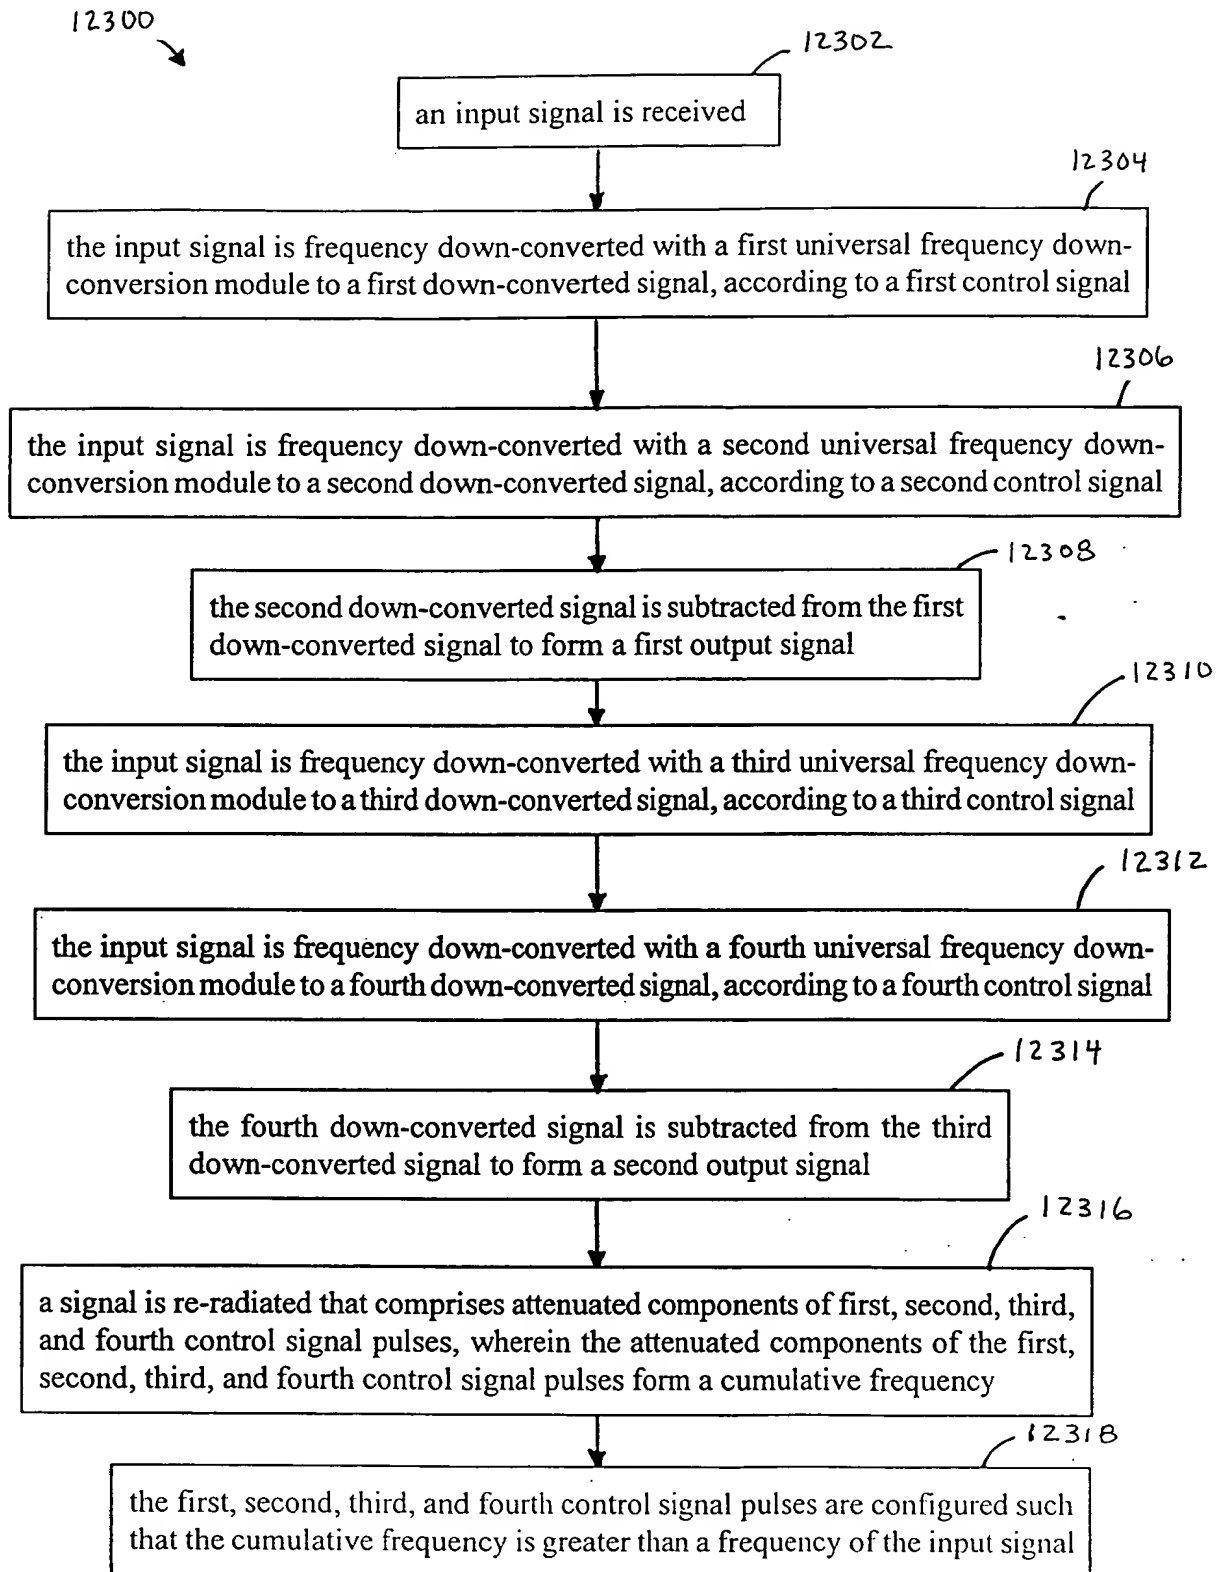 12300
12302
an input signal is received
12304
the input signal is frequency down-converted with a first universal frequency down-
conversion module to a first down-converted signal, according to a first control signal
12306
the input signal is frequency down-converted with a second universal frequency down-
conversion module to a second down-converted signal, according to a second control signal
12308
the second down-converted signal is subtracted from the first
down-converted signal to form a first output signal
12310
the input signal is frequency down-converted with a third universal frequency down-
conversion module to a third down-converted signal, according to a third control signal
12312
the input signal is frequency down-converted with a fourth universal frequency down-
conversion module to a fourth down-converted signal, according to a fourth control signal
12314
the fourth down-converted signal is subtracted from the third
down-converted signal to form a second output signal
12316
a signal is re-radiated that comprises attenuated components of first, second, third,
and fourth control signal pulses, wherein the attenuated components of the first,
second, third, and fourth control signal pulses form a cumulative frequency
12318
the first, second, third, and fourth control signal pulses are configured such
that the cumulative frequency is greater than a frequency of the input signal